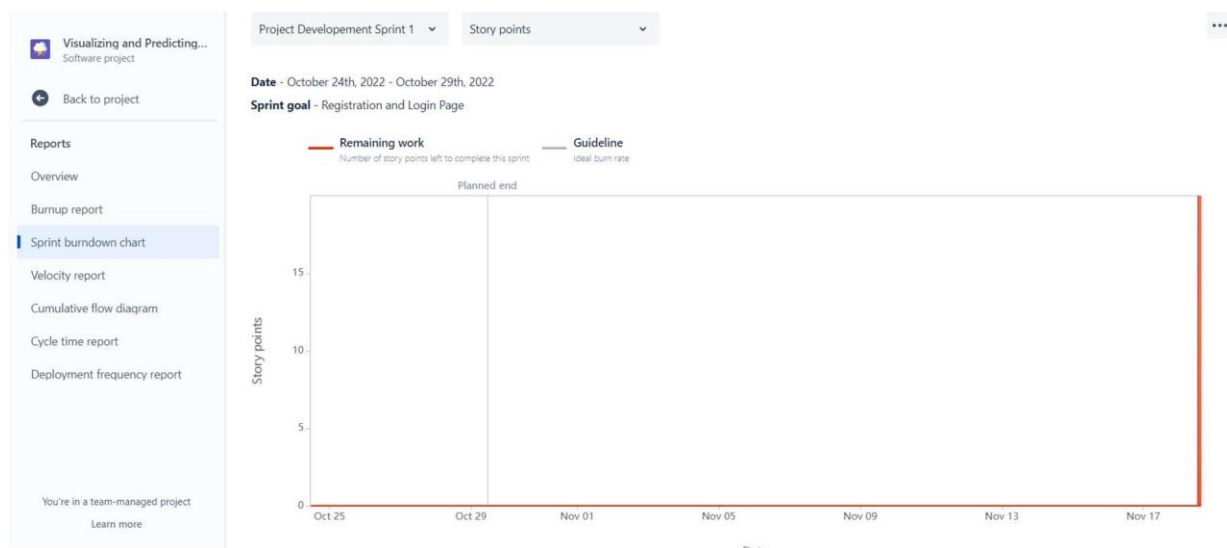 Visualizing and Predicting...
Software project
Back to project
Reports
Overview
Burnup report
Sprint burndown chart
Velocity report
Cumulative flow diagram
Cycle time report
Deployment frequency report
You're in a team-managed project
Learn more
Project Developement Sprint 1
Story points
Date - October 24th, 2022 - October 29th, 2022
Sprint goal - Registration and Login Page
Remaining work
Number of story points left to complete this sprint
Guideline
Ideal burn rate
Planned end
Story points
15
10
5
0
Oct 25 Oct 29 Nov 01 Nov 05 Nov 09 Nov 13 Nov 17